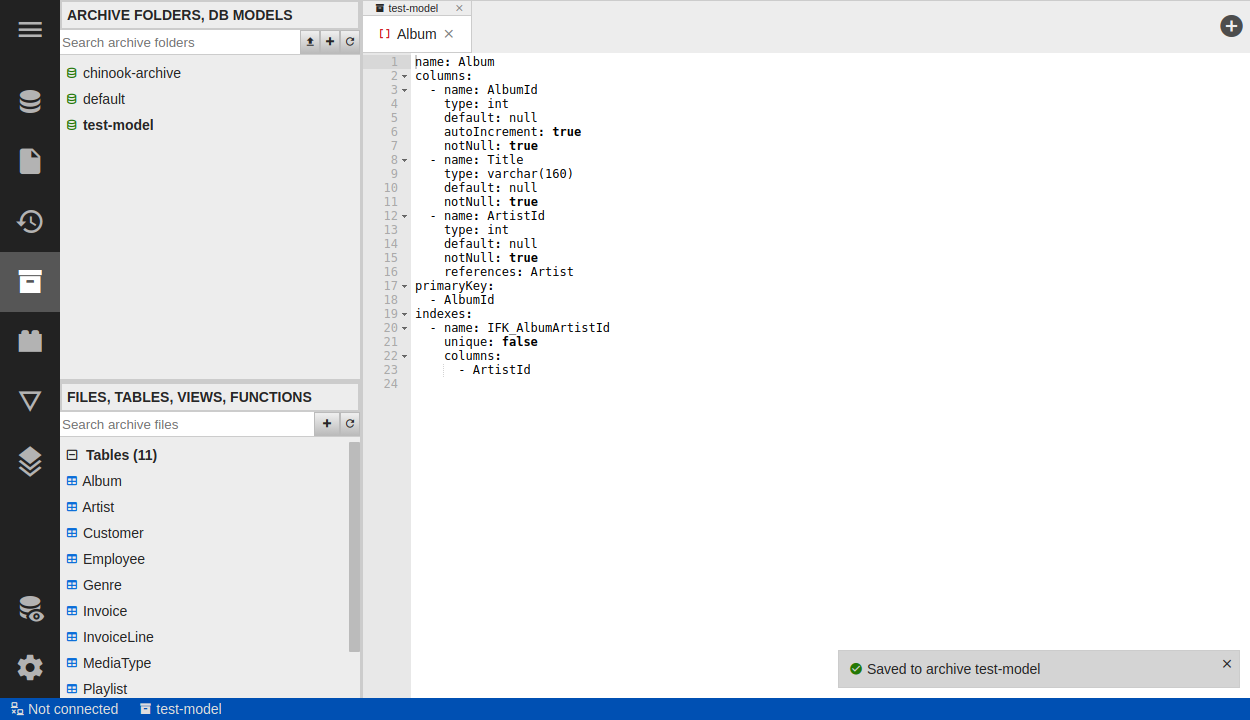 ARCHIVE FOLDERS, DB MODELS
Search archive folders
chinook-archive
default
test-model
FILES, TABLES, VIEWS, FUNCTIONS
Search archive files
Tables (11)
Album
Artist
Customer
Employee
Genre
Invoice
InvoiceLine
MediaType
Playlist
test-model
[] Album
1 name: Album
2 columns:
3   - name: AlbumId
4     type: int
5     default: null
6     autoIncrement: true
7     notNull: true
8   - name: Title
9     type: varchar(160)
10     default: null
11     notNull: true
12   - name: ArtistId
13     type: int
14     default: null
15     notNull: true
16     references: Artist
17 primaryKey:
18   - AlbumId
19 indexes:
20   - name: IFK_AlbumArtistId
21     unique: false
22     columns:
23       - ArtistId
24
Saved to archive test-model
Not connected
test-model